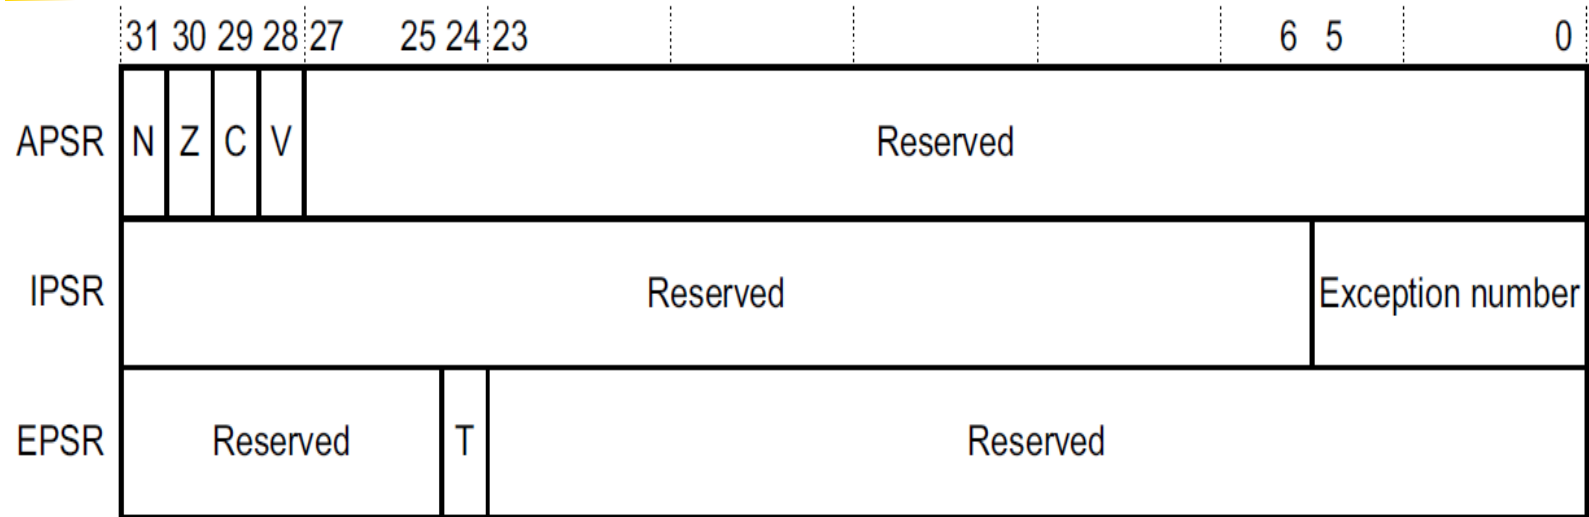 31 30 29 28 27 25 24 23 6 5 0
APSR N Z C V Reserved
IPSR Reserved Exception number
EPSR Reserved T Reserved